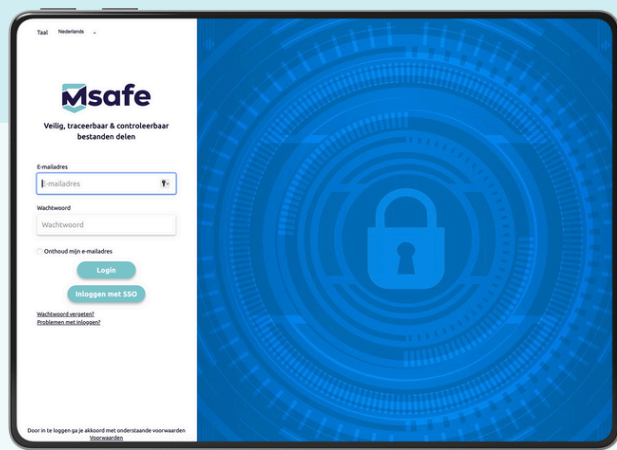 Taal Nederlands
Msafe
Veilig, traceerbaar & controleerbaar
bestanden delen
E-mailadres
E-mailadres
Wachtwoord
Wachtwoord
Onthoud mijn e-mailadres
Login
Inloggen met SSO
Wachtwoord vergeten?
Problemen met inloggen?
Door in te loggen ga je akkoord met onderstaande voorwaarden
Voorwaarden